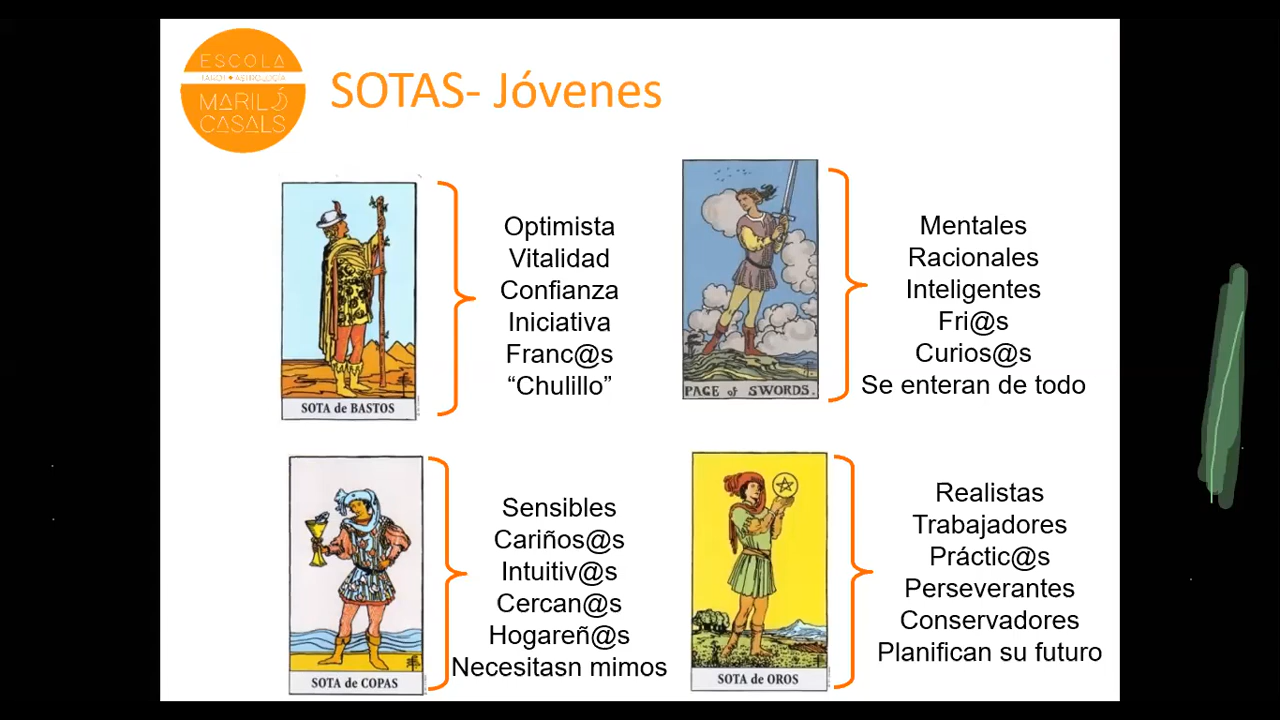 ESCOLA
TAROT ✦ ASTROLOGÍA
MARILÓ
CASALS
SOTAS- Jóvenes
Optimista
Vitalidad
Confianza
Iniciativa
Franc@s
“Chulillo”
SOTA de BASTOS
Mentales
Racionales
Inteligentes
Fri@s
Curios@s
Se enteran de todo
PAGE of SWORDS.
Sensibles
Cariños@s
Intuitiv@s
Cercan@s
Hogareñ@s
Necesitasn mimos
SOTA de COPAS
Realistas
Trabajadores
Práctic@s
Perseverantes
Conservadores
Planifican su futuro
SOTA de OROS